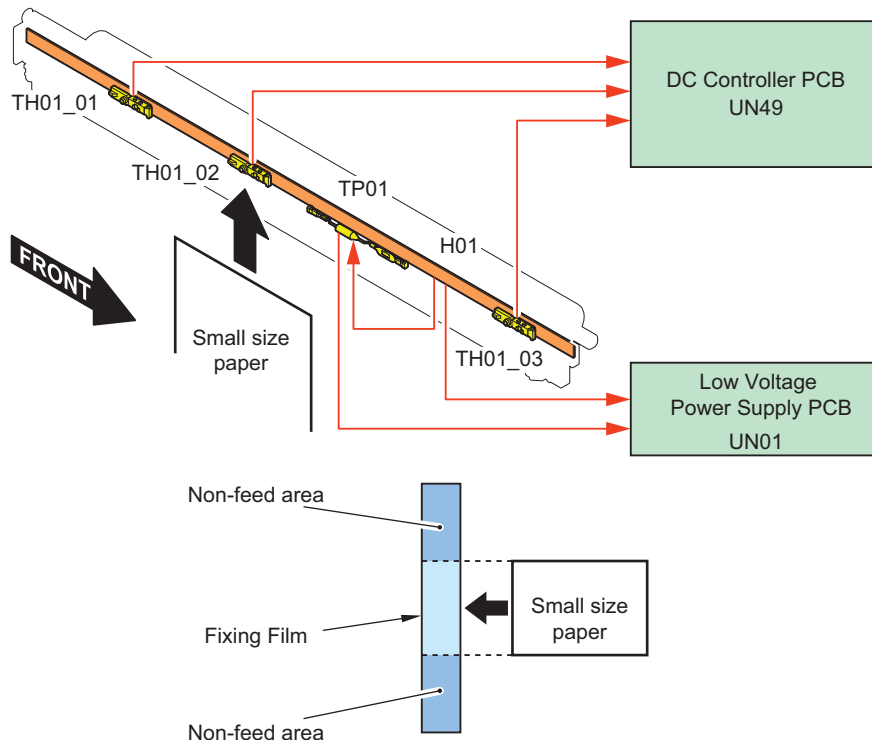 DC Controller PCB
UN49
TH01_01
TH01_02
TP01
H01
FRONT
Small size
paper
TH01_03
Low Voltage
Power Supply PCB
UN01
Non-feed area
Small size
paper
Fixing Film
Non-feed area